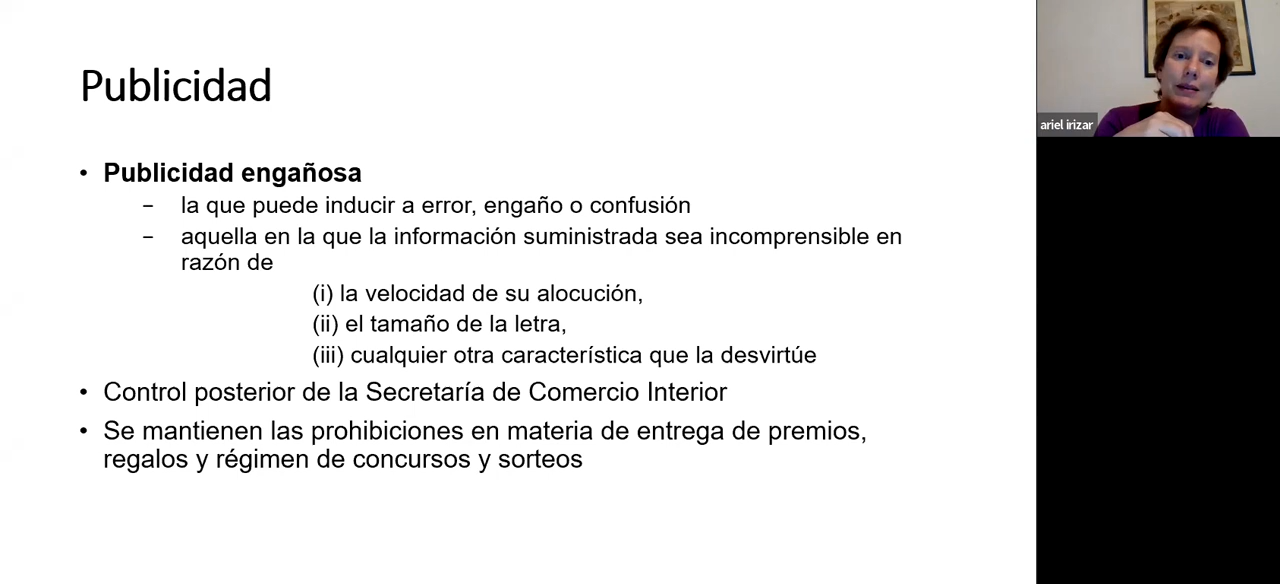 Publicidad
• Publicidad engañosa
– la que puede inducir a error, engaño o confusión
– aquella en la que la información suministrada sea incomprensible en
razón de
(i) la velocidad de su alocución,
(ii) el tamaño de la letra,
(iii) cualquier otra característica que la desvirtúe
• Control posterior de la Secretaría de Comercio Interior
• Se mantienen las prohibiciones en materia de entrega de premios,
regalos y régimen de concursos y sorteos
ariel irizar